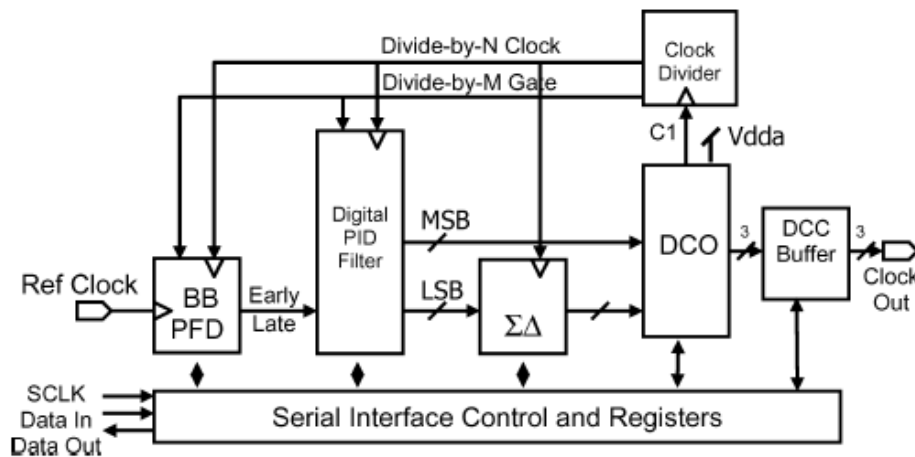 Divide-by-N Clock
Divide-by-M Gate
Clock
Divider
C1
Vdda
Digital
PID
Filter
MSB
LSB
DCO
3
DCC
Buffer
3
Clock
Out
Ref Clock
BB
PFD
Early
Late
ΣΔ
SCLK
Data In
Data Out
Serial Interface Control and Registers